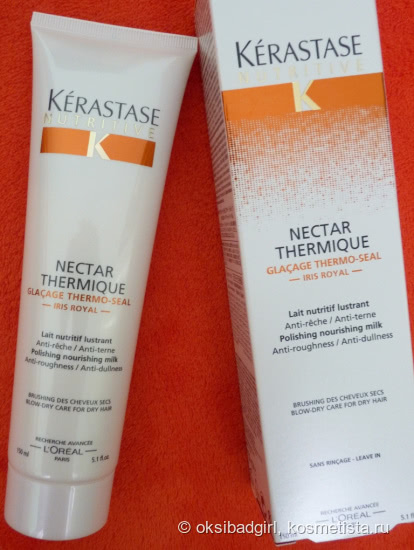 KÉRASTASE
NUTRITIVE
K
NECTAR
THERMIQUE
GLAÇAGE THERMO-SEAL
— IRIS ROYAL —
Lait nutritif lustrant
Anti-rêche / Anti-terne
Polishing nourishing milk
Anti-roughness / Anti-dullness
BRUSHING DES CHEVEUX SECS
BLOW-DRY CARE FOR DRY HAIR
RECHERCHE AVANCÉE
150 ml — L'ORÉAL — 5.1 fl.oz
PARIS
KÉRASTASE
NUTRITIVE
K
NECTAR
THERMIQUE
GLAÇAGE THERMO-SEAL
— IRIS ROYAL —
Lait nutritif lustrant
Anti-rêche / Anti-terne
Polishing nourishing milk
Anti-roughness / Anti-dullness
BRUSHING DES CHEVEUX SECS
BLOW-DRY CARE FOR DRY HAIR
SANS RINÇAGE - LEAVE IN
RECHERCHE AVANCÉE
150 ml L'ORÉAL 5.1
© oksibadgirl, kosmetista.ru